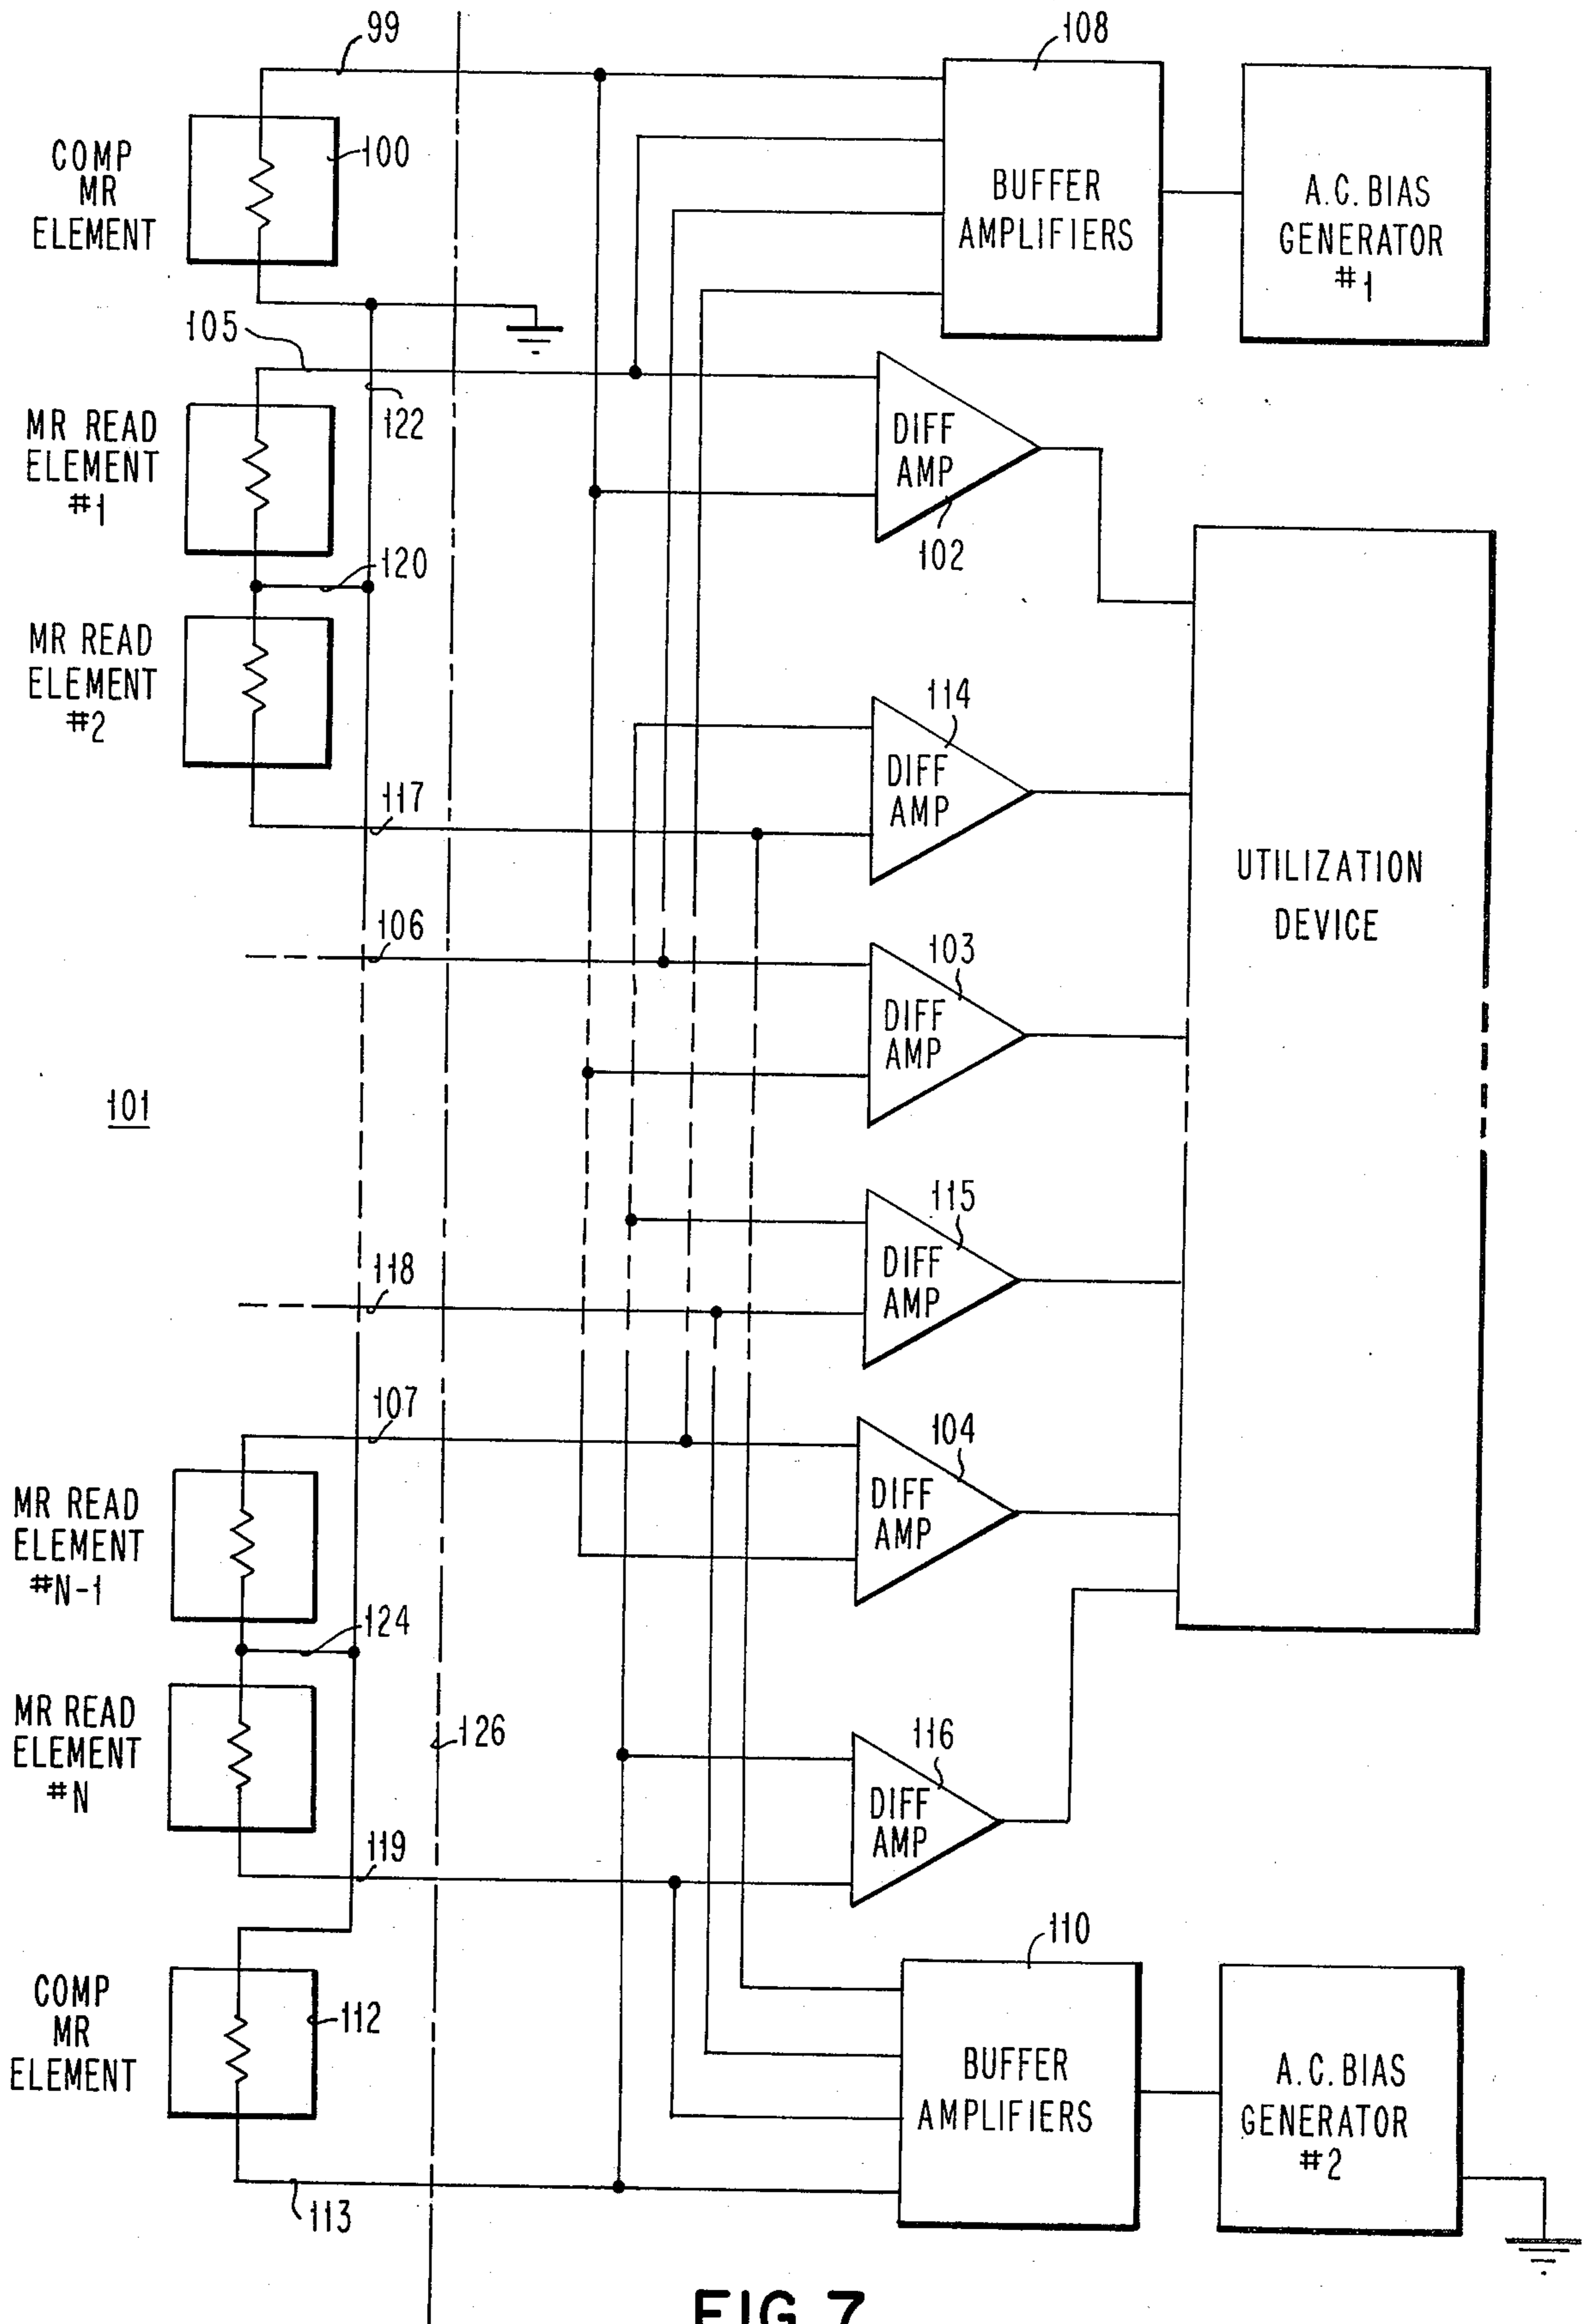 99
108
COMP
MR
ELEMENT
100
BUFFER
AMPLIFIERS
A.C. BIAS
GENERATOR
#1
105
122
MR READ
ELEMENT
#1
DIFF
AMP
102
120
MR READ
ELEMENT
#2
114
DIFF
AMP
117
UTILIZATION
DEVICE
106
103
DIFF
AMP
101
115
DIFF
AMP
118
107
104
DIFF
AMP
MR READ
ELEMENT
#N-1
124
MR READ
ELEMENT
#N
126
116
DIFF
AMP
119
110
COMP
MR
ELEMENT
112
BUFFER
AMPLIFIERS
A.C. BIAS
GENERATOR
#2
113
FIG 7